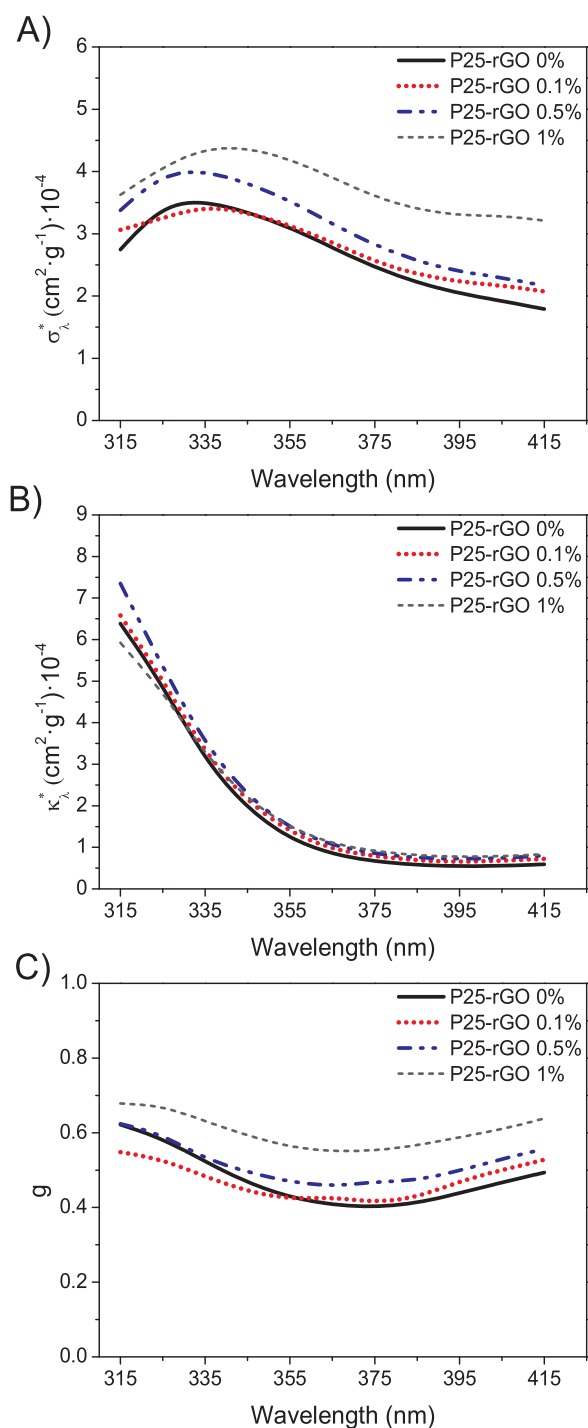 A)
P25-rGO 0%
P25-rGO 0.1%
P25-rGO 0.5%
P25-rGO 1%
6
5
4
3
2
1
0
σ*λ (cm²·g⁻¹)·10⁻⁴
315 335 355 375 395 415
Wavelength (nm)
B)
P25-rGO 0%
P25-rGO 0.1%
P25-rGO 0.5%
P25-rGO 1%
9
8
7
6
5
4
3
2
1
0
κ*λ (cm²·g⁻¹)·10⁻⁴
315 335 355 375 395 415
Wavelength (nm)
C)
P25-rGO 0%
P25-rGO 0.1%
P25-rGO 0.5%
P25-rGO 1%
1.0
0.8
0.6
0.4
0.2
0.0
g
315 335 355 375 395 415
Wavelength (nm)